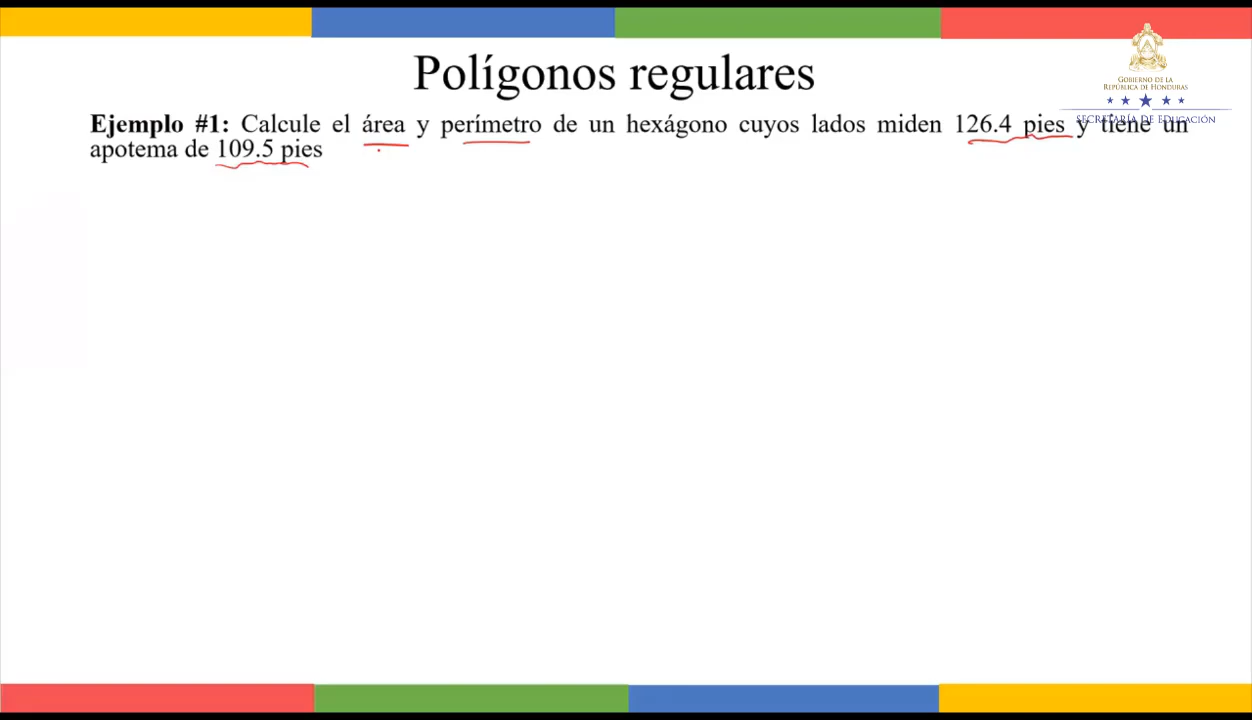 Polígonos regulares
GOBIERNO DE LA
REPÚBLICA DE HONDURAS
SECRETARÍA DE EDUCACIÓN
Ejemplo #1: Calcule el área y perímetro de un hexágono cuyos lados miden 126.4 pies y tiene un
apotema de 109.5 pies